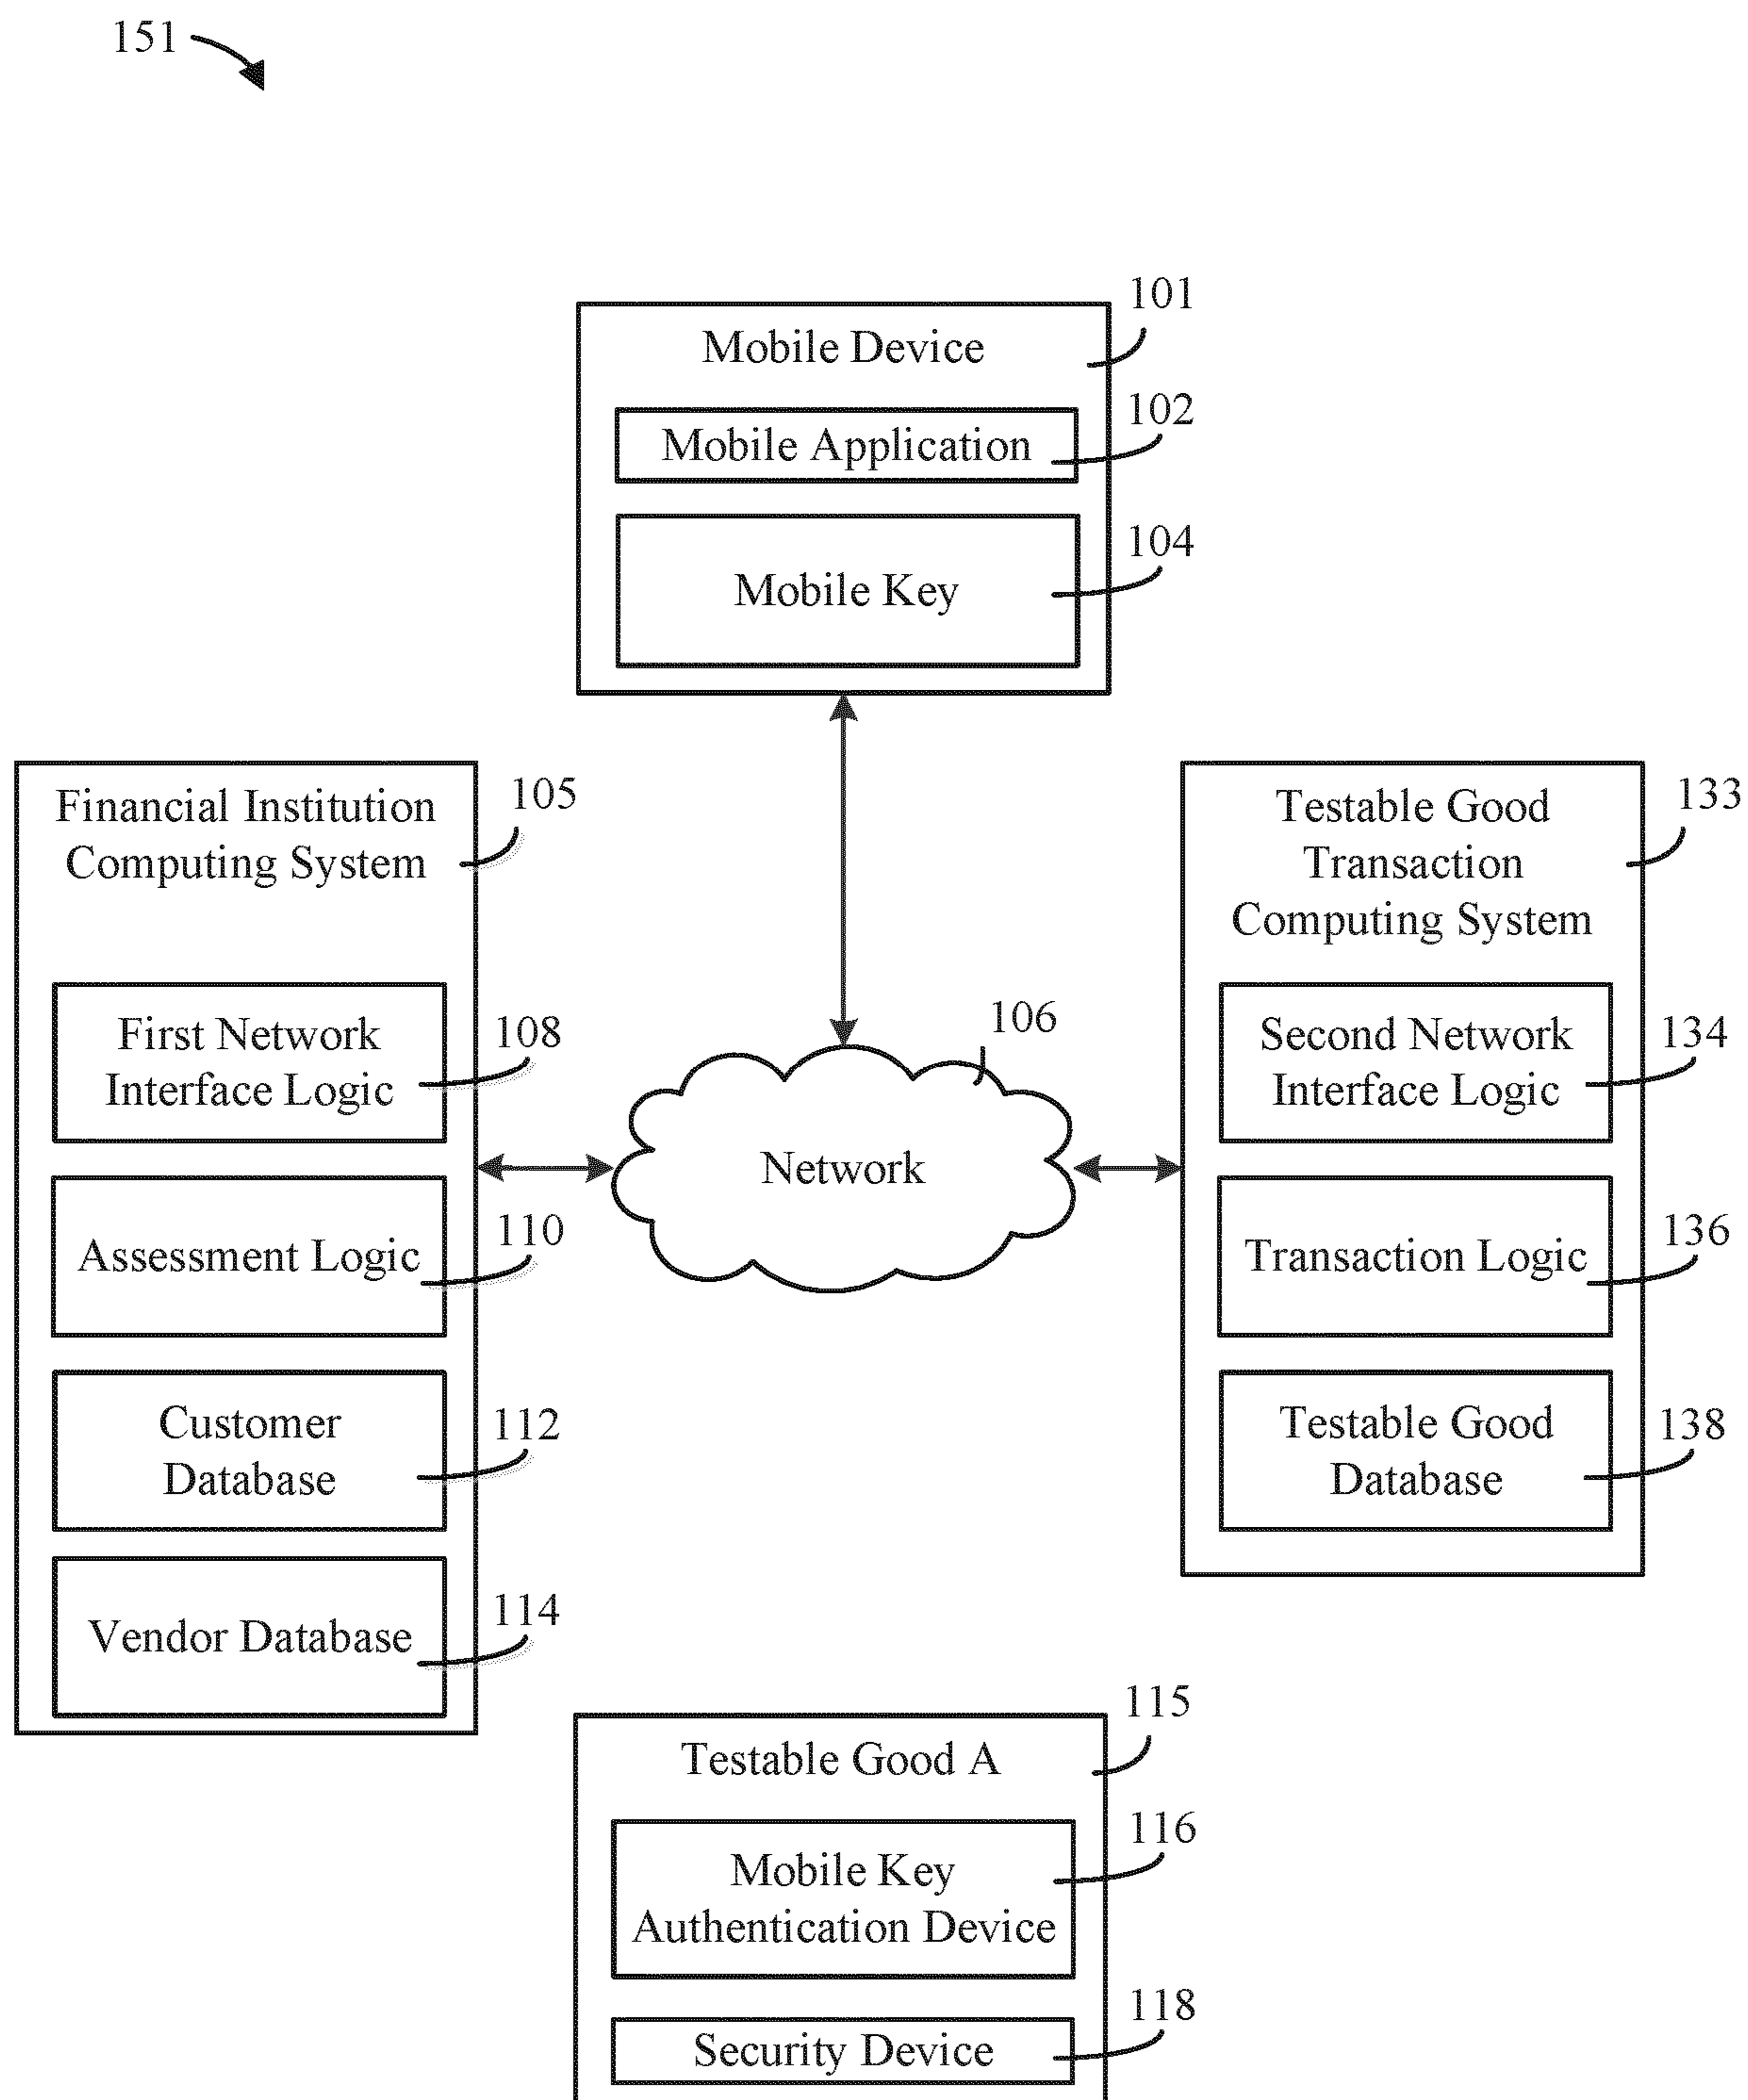 151
101
Mobile Device
102
Mobile Application
104
Mobile Key
Financial Institution
Computing System
105
First Network
Interface Logic
108
Assessment Logic
110
Customer
Database
112
Vendor Database
114
106
Network
Testable Good
Transaction
Computing System
133
Second Network
Interface Logic
134
Transaction Logic
136
Testable Good
Database
138
115
Testable Good A
116
Mobile Key
Authentication Device
118
Security Device